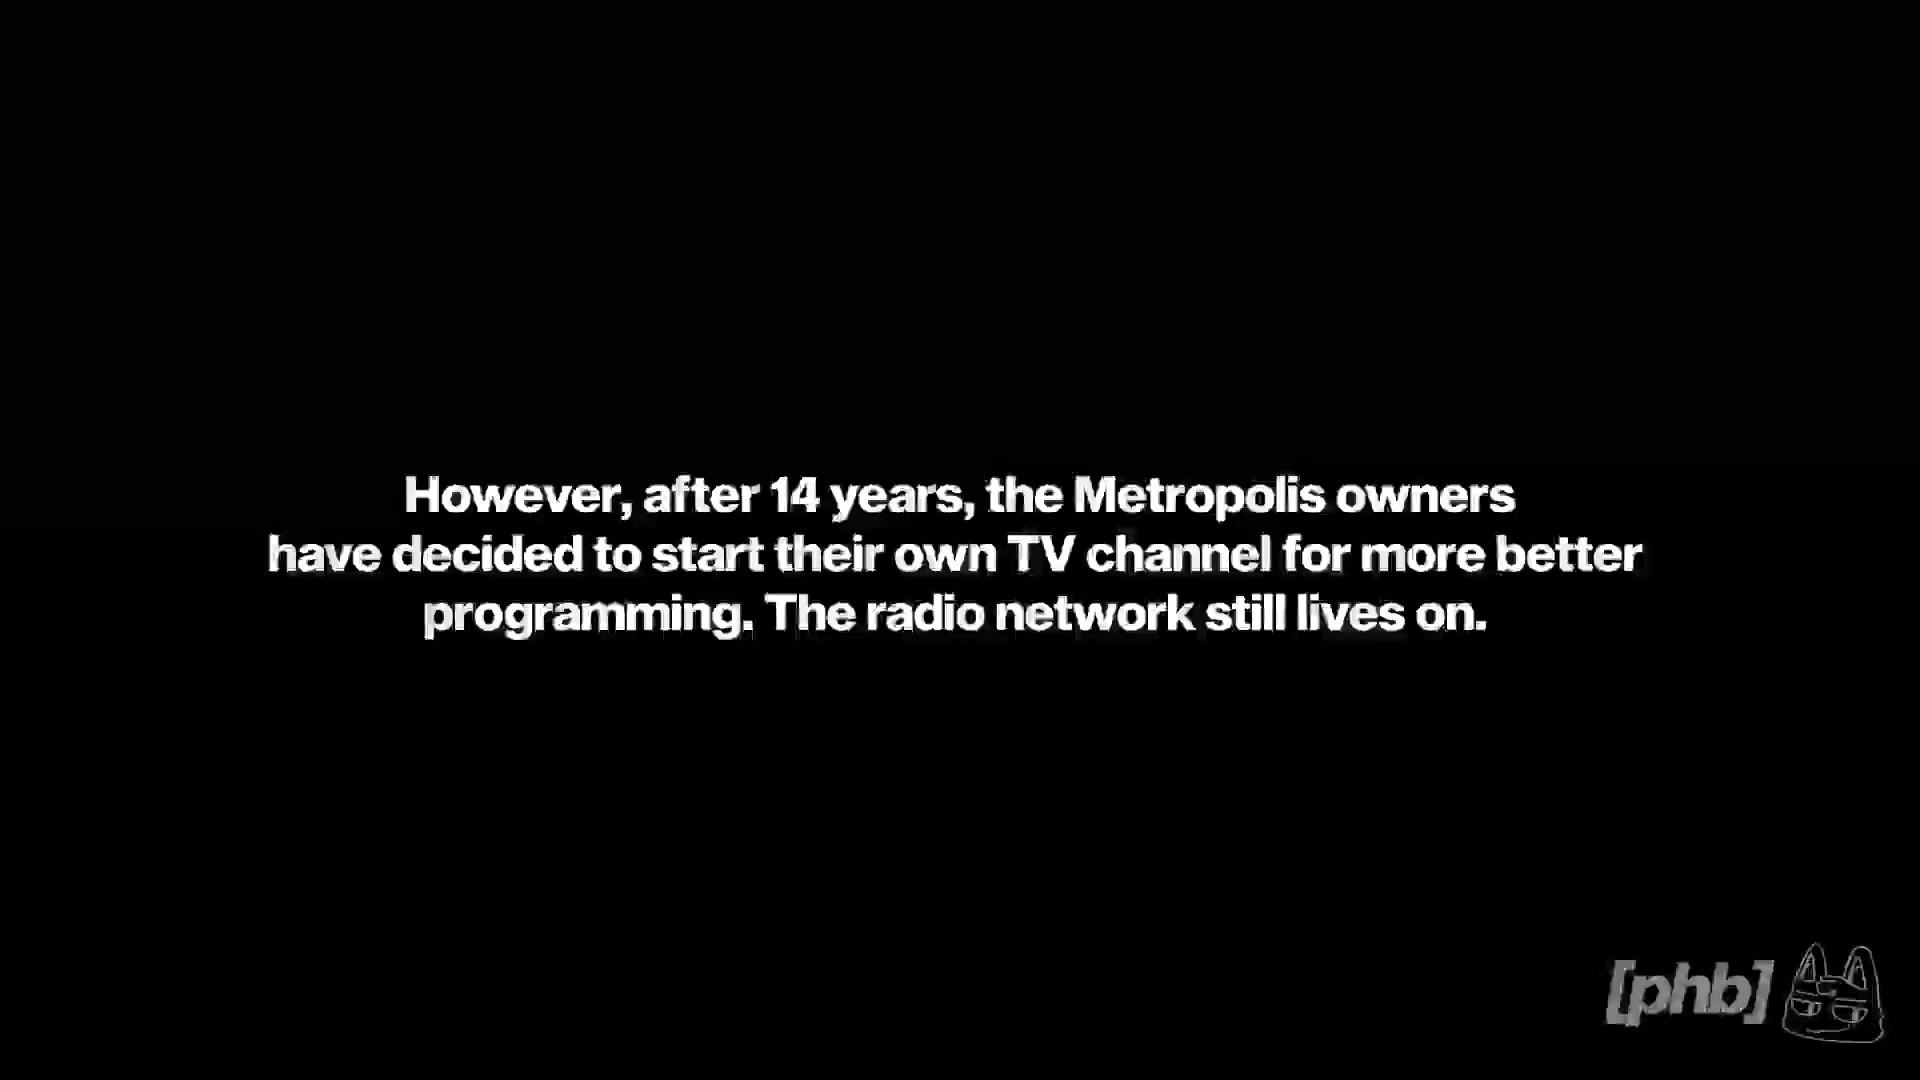 However, after 14 years, the Metropolis owners
have decided to start their own TV channel for more better
programming. The radio network still lives on.
[phb]